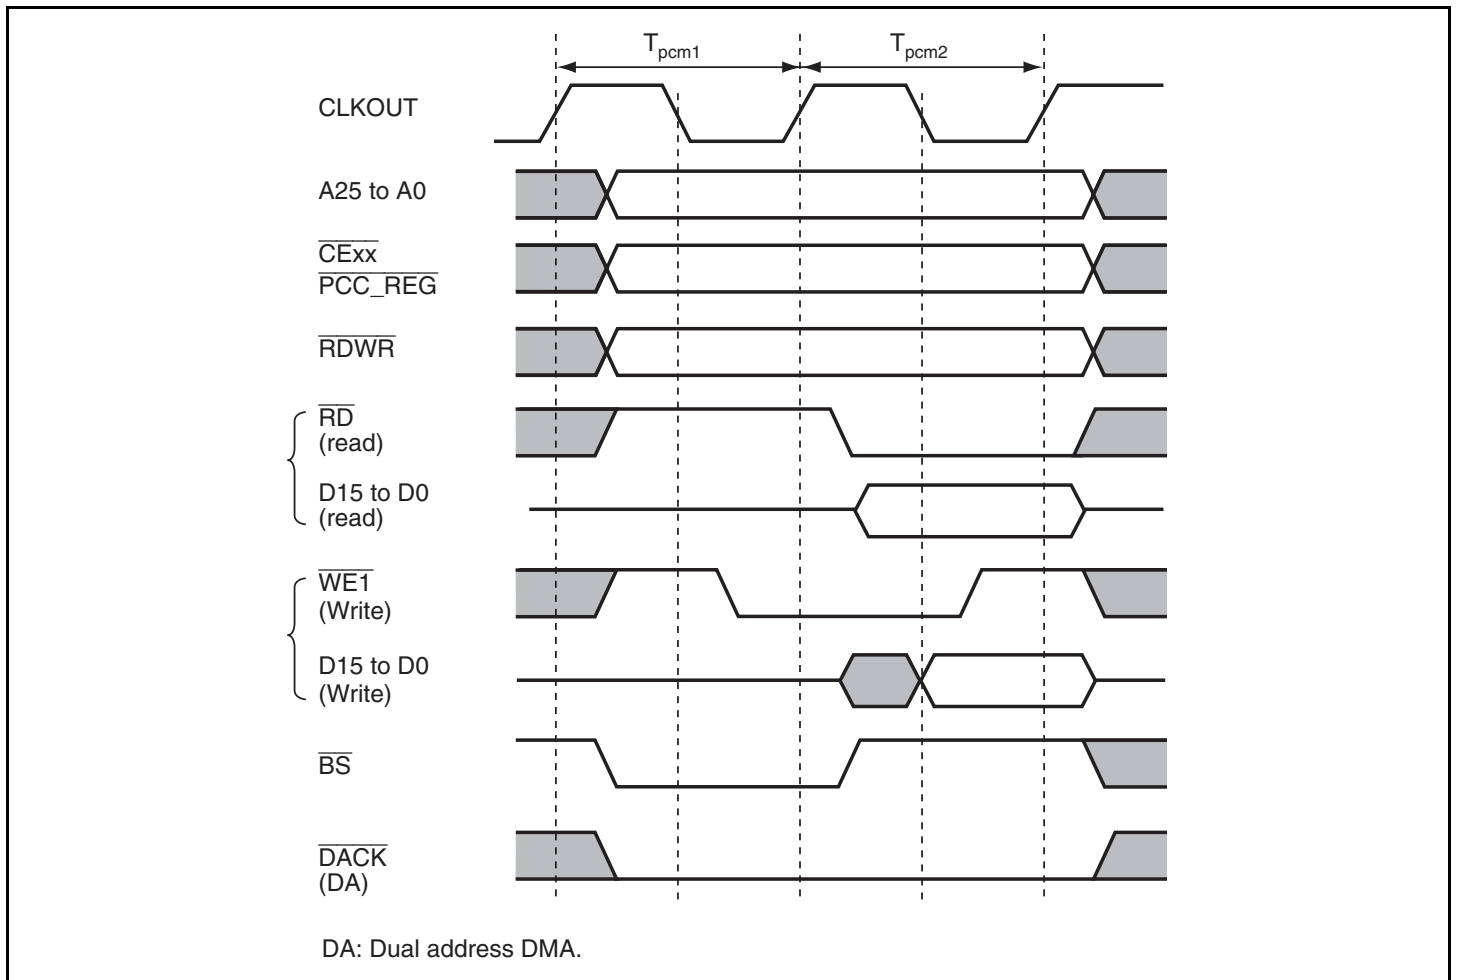 Tpcm1
Tpcm2
CLKOUT
A25 to A0
CExx
PCC_REG
RDWR
RD
(read)
D15 to D0
(read)
WE1
(Write)
D15 to D0
(Write)
BS
DACK
(DA)
DA: Dual address DMA.